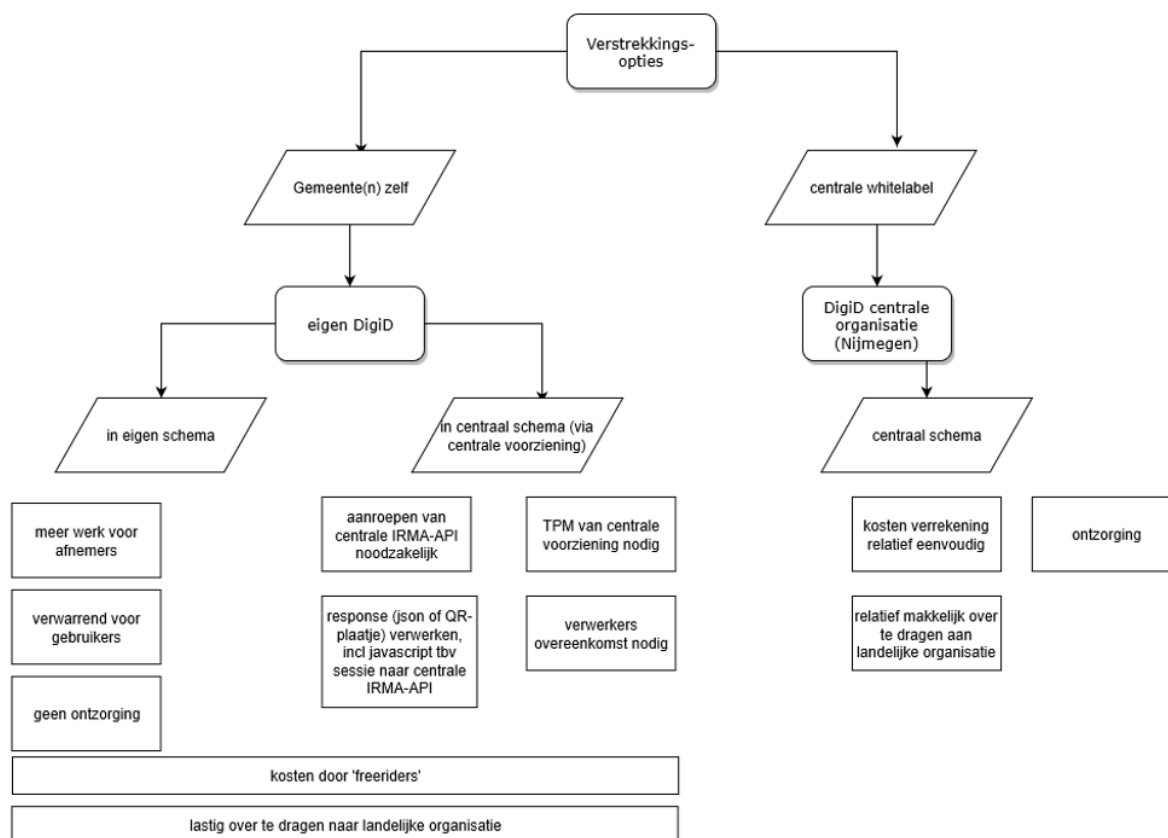 Verstrekkings-
opties
Gemeente(n) zelf
centrale whitelabel
eigen DigiD
DigiD centrale
organisatie
(Nijmegen)
in eigen schema
in centraal schema (via
centrale voorziening)
centraal schema
meer werk voor
afnemers
aanroepen van
centrale IRMA-API
noodzakelijk
TPM van centrale
voorziening nodig
kosten verrekening
relatief eenvoudig
ontzorging
verwarrend voor
gebruikers
response (json of QR-
plaatje) verwerken,
incl javascript tbv
sessie naar centrale
IRMA-API
verwerkers
overeenkomst nodig
relatief makkelijk over
te dragen aan
landelijke organisatie
geen ontzorging
kosten door 'freeriders'
lastig over te dragen naar landelijke organisatie